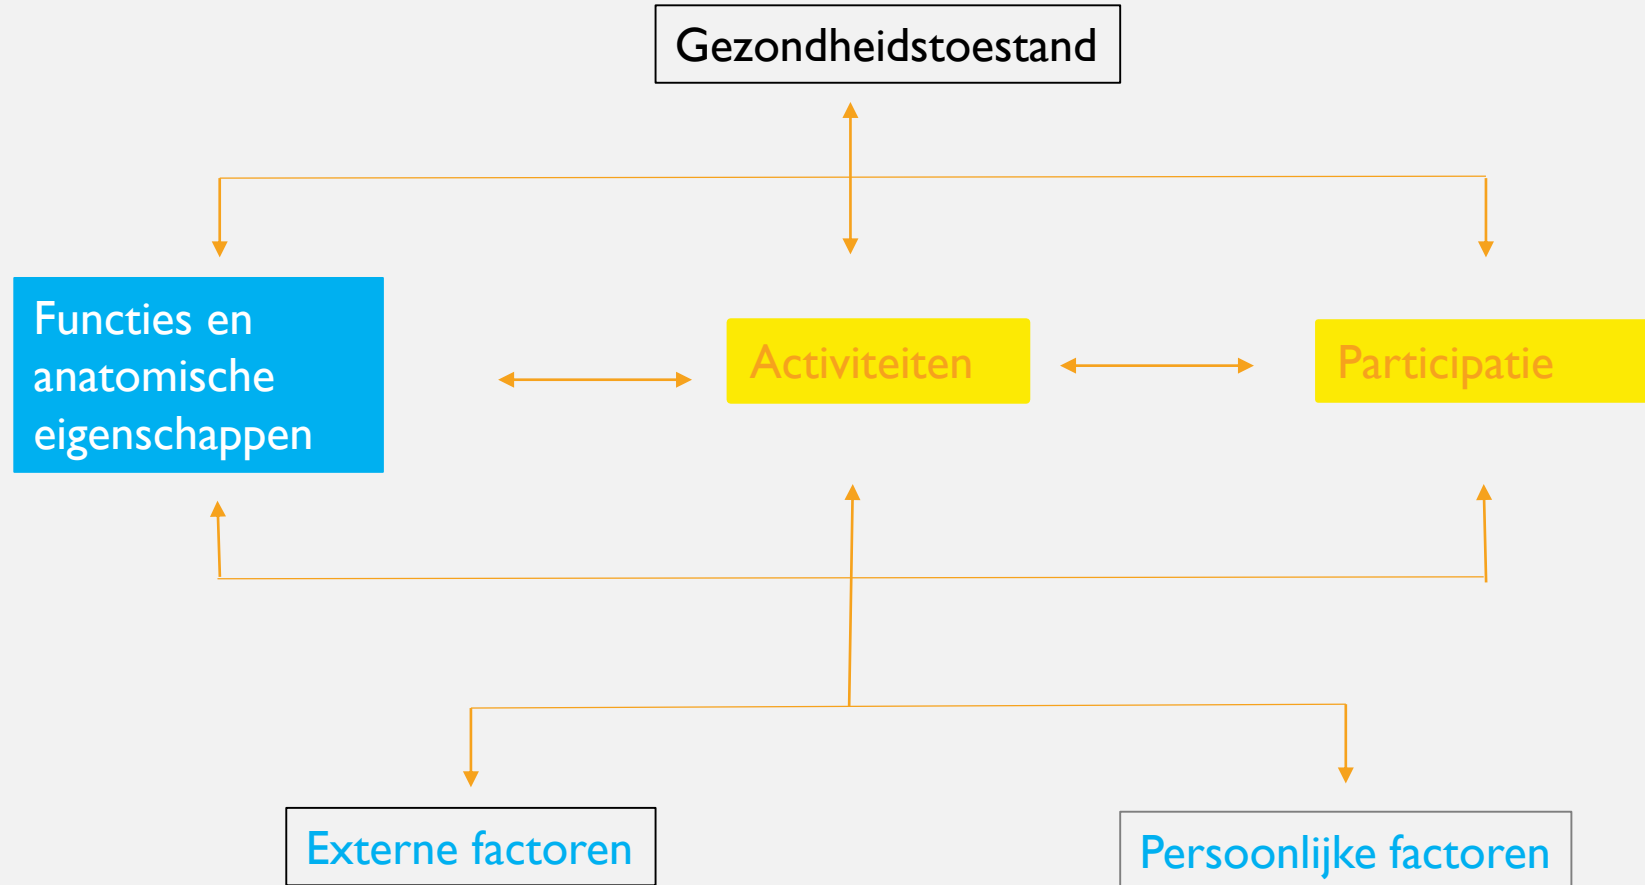 Gezondheidstoestand
Functies en
anatomische
eigenschappen
Activiteiten
Participatie
Externe factoren
Persoonlijke factoren